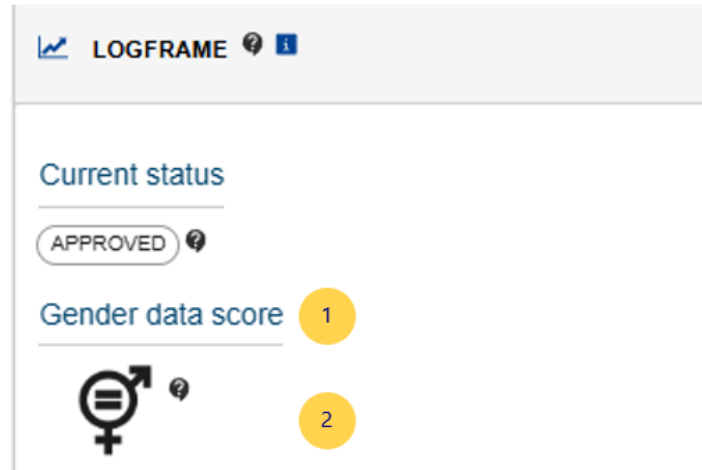 LOGFRAME ? i
Current status
APPROVED ?
Gender data score 1
?
2